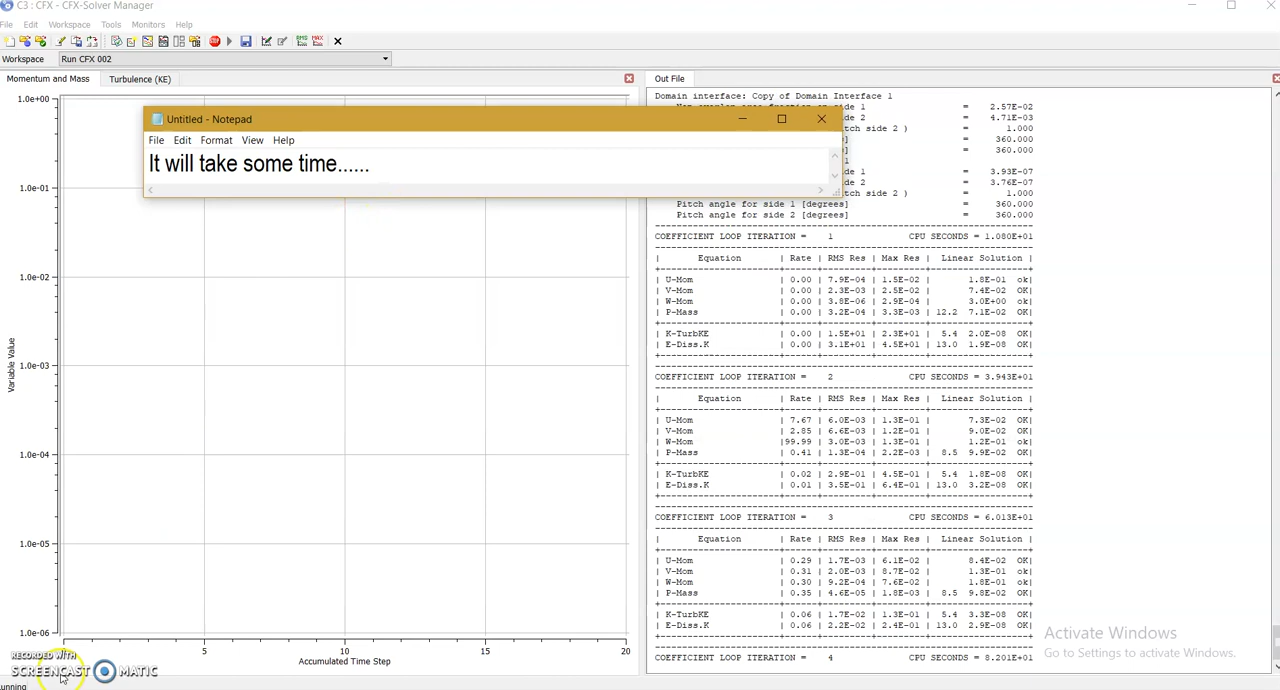 C3 : CFX - CFX-Solver Manager
File Edit Workspace Tools Monitors Help
Workspace Run CFX 002
Momentum and Mass Turbulence (KE)
Out File
1.0e+00
1.0e-01
1.0e-02
1.0e-03
1.0e-04
1.0e-05
1.0e-06
Variable Value
5 10 15 20
Accumulated Time Step
Untitled - Notepad
File Edit Format View Help
It will take some time......
Domain interface: Copy of Domain Interface 1
side 1 = 2.57E-02
de 2 = 4.71E-03
tch side 2 ) = 1.000
] = 360.000
] = 360.000
1
de 1 = 3.93E-07
de 2 = 3.76E-07
tch side 2 ) = 1.000
Pitch angle for side 1 [degrees] = 360.000
Pitch angle for side 2 [degrees] = 360.000
COEFFICIENT LOOP ITERATION = 1 CPU SECONDS = 1.080E+01
| Equation | Rate | RMS Res | Max Res | Linear Solution |
| U-Mom | 0.00 | 7.9E-04 | 1.5E-02 | 1.8E-01 ok|
| V-Mom | 0.00 | 2.3E-03 | 2.5E-02 | 7.4E-02 OK|
| W-Mom | 0.00 | 3.8E-06 | 2.9E-04 | 3.0E+00 ok|
| P-Mass | 0.00 | 3.2E-04 | 3.3E-03 | 12.2 7.1E-02 OK|
| K-TurbKE | 0.00 | 1.5E+01 | 2.3E+01 | 5.4 2.0E-08 OK|
| E-Diss.K | 0.00 | 3.1E+01 | 4.5E+01 | 13.0 1.9E-08 OK|
COEFFICIENT LOOP ITERATION = 2 CPU SECONDS = 3.943E+01
| Equation | Rate | RMS Res | Max Res | Linear Solution |
| U-Mom | 7.67 | 6.0E-03 | 1.3E-01 | 7.3E-02 OK|
| V-Mom | 2.85 | 6.6E-03 | 1.2E-01 | 9.0E-02 OK|
| W-Mom |99.99 | 3.0E-03 | 1.3E-01 | 1.2E-01 ok|
| P-Mass | 0.41 | 1.3E-04 | 2.2E-03 | 8.5 9.9E-02 OK|
| K-TurbKE | 0.02 | 2.9E-01 | 4.5E-01 | 5.4 1.8E-08 OK|
| E-Diss.K | 0.01 | 3.5E-01 | 6.4E-01 | 13.0 3.2E-08 OK|
COEFFICIENT LOOP ITERATION = 3 CPU SECONDS = 6.013E+01
| Equation | Rate | RMS Res | Max Res | Linear Solution |
| U-Mom | 0.29 | 1.7E-03 | 6.1E-02 | 8.4E-02 OK|
| V-Mom | 0.31 | 2.0E-03 | 8.7E-02 | 1.3E-01 ok|
| W-Mom | 0.30 | 9.2E-04 | 7.6E-02 | 1.8E-01 ok|
| P-Mass | 0.35 | 4.6E-05 | 1.8E-03 | 8.5 9.8E-02 OK|
| K-TurbKE | 0.06 | 1.7E-02 | 1.3E-01 | 5.4 3.3E-08 OK|
| E-Diss.K | 0.06 | 2.2E-02 | 2.4E-01 | 13.0 2.9E-08 OK|
COEFFICIENT LOOP ITERATION = 4 CPU SECONDS = 8.201E+01
Activate Windows
Go to Settings to activate Windows.
RECORDED WITH
SCREENCAST MATIC
unning